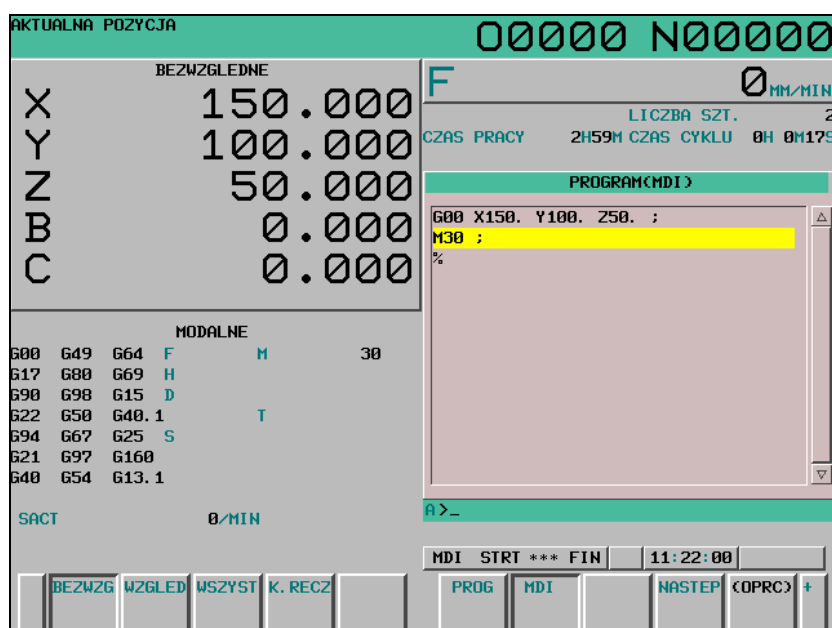 AKTUALNA POZYCJA
O0000 N00000
BEZWZGLEDNE
X 150.000
Y 100.000
Z 50.000
B 0.000
C 0.000
F 0 MM/MIN
LICZBA SZT. 2
CZAS PRACY 2H59M CZAS CYKLU 0H 0M17S
PROGRAM(MDI)
G00 X150. Y100. Z50. ;
M30 ;
%
MODALNE
G00 G49 G64 F M 30
G17 G80 G69 H
G90 G98 G15 D
G22 G50 G40.1 T
G94 G67 G25 S
G21 G97 G160
G40 G54 G13.1
SACT 0/MIN
A>_
MDI STRT *** FIN 11:22:00
BEZWZG WZGLED WSZYST K.RECZ PROG MDI NASTEP (OPRC) +